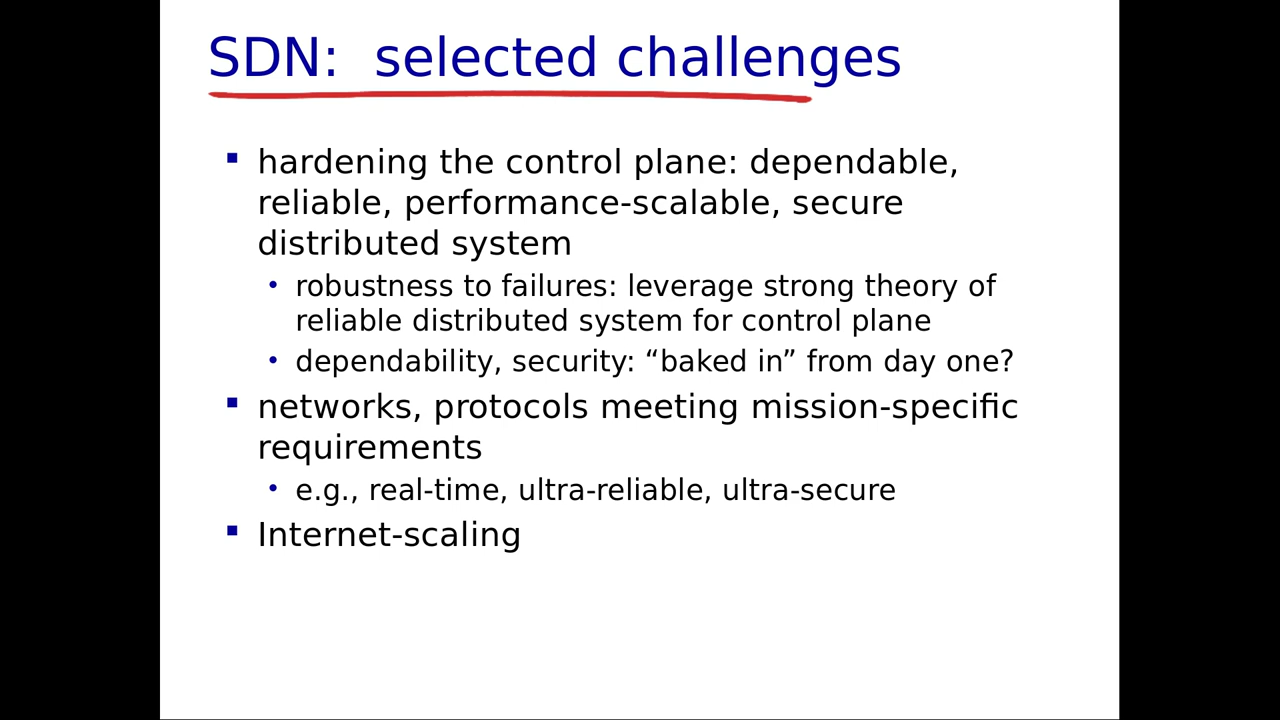 SDN: selected challenges
hardening the control plane: dependable,
reliable, performance-scalable, secure
distributed system
robustness to failures: leverage strong theory of
reliable distributed system for control plane
dependability, security: “baked in” from day one?
networks, protocols meeting mission-specific
requirements
e.g., real-time, ultra-reliable, ultra-secure
Internet-scaling